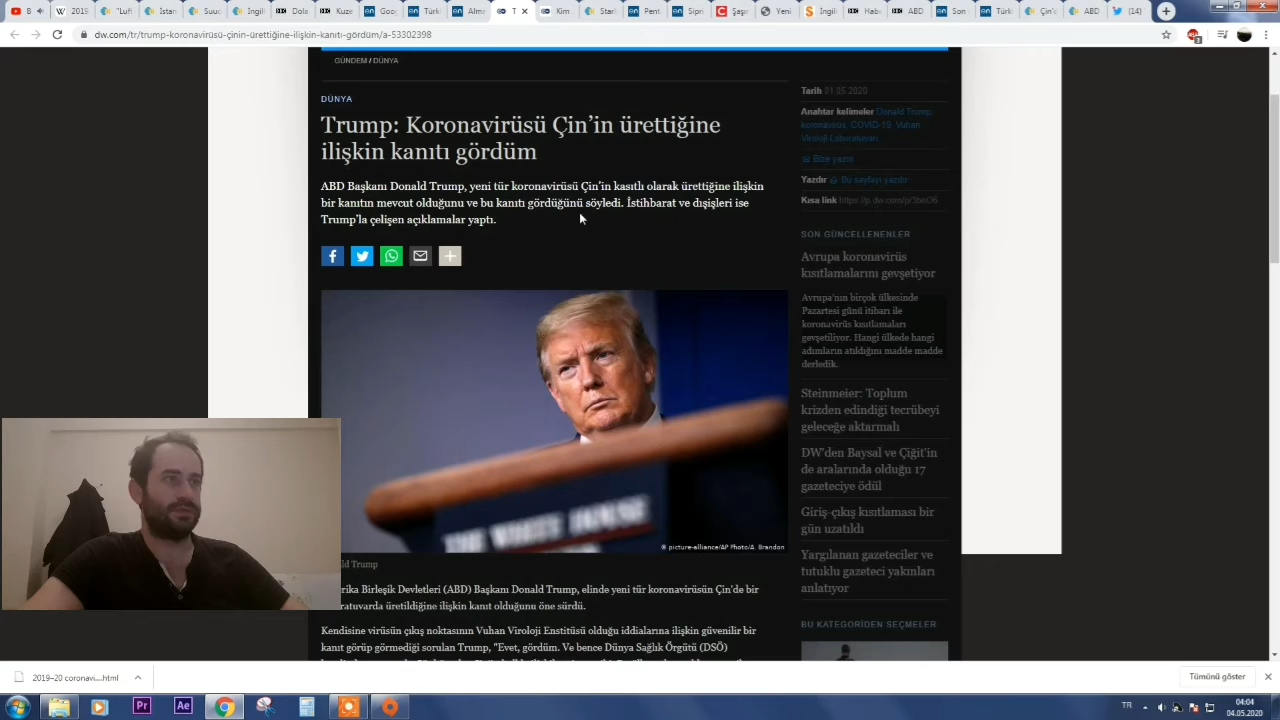 dw.com/tr/trump-koronavirüsü-çinin-ürettiğine-ilişkin-kanıtı-gördüm/a-53302398
GÜNDEM / DÜNYA
DÜNYA
Trump: Koronavirüsü Çin'in ürettiğine
ilişkin kanıtı gördüm
ABD Başkanı Donald Trump, yeni tür koronavirüsü Çin'in kasıtlı olarak ürettiğine ilişkin
bir kanıtın mevcut olduğunu ve bu kanıtı gördüğünü söyledi. İstihbarat ve dışişleri ise
Trump'la çelişen açıklamalar yaptı.
THE WHITE HOUSE
© picture-alliance/AP Photo/A. Brandon
Trump
Birleşik Devletleri (ABD) Başkanı Donald Trump, elinde yeni tür koronavirüsün Çin'de bir
üretildiğine ilişkin kanıt olduğunu öne sürdü.
Kendisine virüsün çıkış noktasının Vuhan Viroloji Enstitüsü olduğu iddialarına ilişkin güvenilir bir
kanıt görüp görmediği sorulan Trump, "Evet, gördüm. Ve bence Dünya Sağlık Örgütü (DSÖ)
Tarih 01.05.2020
Anahtar kelimeler Donald Trump,
koronavirüs, COVID-19, Vuhan
Viroloji Laboratuvarı
Bize yazın
Yazdır Bu sayfayı yazdır
Kısa link
SON GÜNCELLENENLER
Avrupa koronavirüs
kısıtlamalarını gevşetiyor
Avrupa'nın birçok ülkesinde
Pazartesi günü itibarı ile
koronavirüs kısıtlamaları
gevşetiliyor. Hangi ülkede hangi
adımların atıldığını madde madde
derledik.
Steinmeier: Toplum
krizden edindiği tecrübeyi
geleceğe aktarmalı
DW'den Baysal ve Çiğit'in
de aralarında olduğu 17
gazeteciye ödül
Giriş-çıkış kısıtlaması bir
gün uzatıldı
Yargılanan gazeteciler ve
tutuklu gazeteci yakınları
anlatıyor
BU KATEGORİDEN SEÇMELER
2019–20 coronavi....html
Tümünü göster
Pr
Ae
TR
04:04
04.05.2020